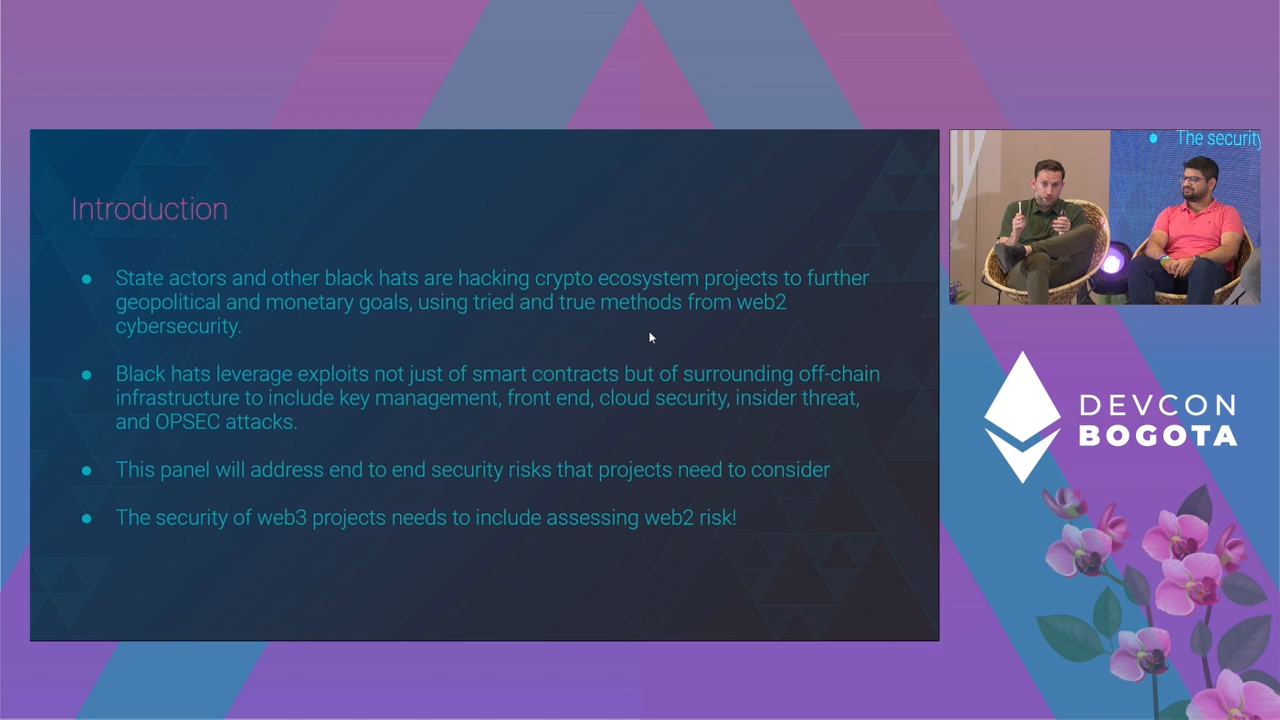 Introduction
● State actors and other black hats are hacking crypto ecosystem projects to further
geopolitical and monetary goals, using tried and true methods from web2
cybersecurity.
● Black hats leverage exploits not just of smart contracts but of surrounding off-chain
infrastructure to include key management, front end, cloud security, insider threat,
and OPSEC attacks.
● This panel will address end to end security risks that projects need to consider
● The security of web3 projects needs to include assessing web2 risk!
● The security
DEVCON
BOGOTA